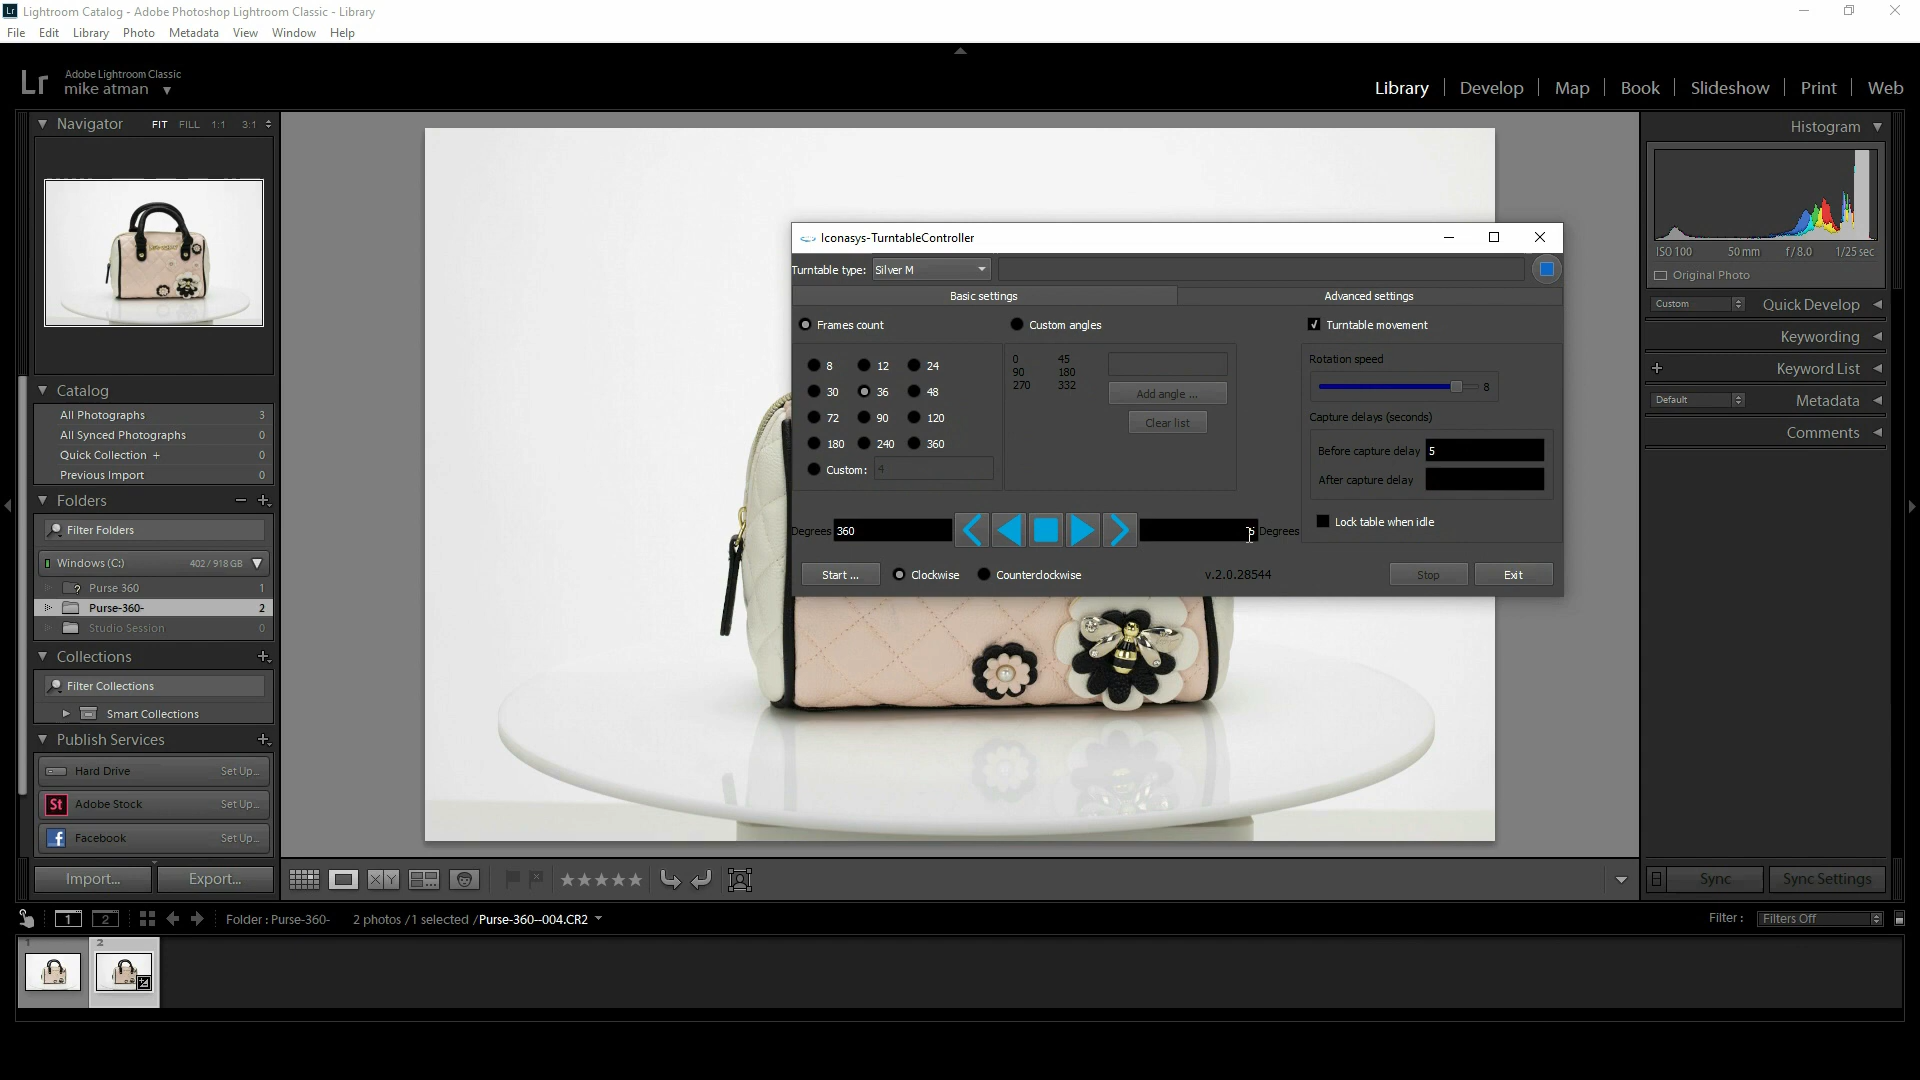 Lr Lightroom Catalog - Adobe Photoshop Lightroom Classic - Library
File Edit Library Photo Metadata View Window Help
Lr Adobe Lightroom Classic
mike atman
Library | Develop | Map | Book | Slideshow | Print | Web
Navigator FIT FILL 1:1 3:1
Catalog
All Photographs 3
All Synced Photographs 0
Quick Collection + 0
Previous Import 0
Folders
Filter Folders
Windows (C:) 402 / 918 GB
Purse 360 1
Purse-360- 2
Studio Session 0
Collections
Filter Collections
Smart Collections
Publish Services
Hard Drive Set Up...
St Adobe Stock Set Up...
f Facebook Set Up...
Import... Export...
Iconasys-TurntableController
Turntable type: Silver M
Basic settings Advanced settings
Frames count Custom angles Turntable movement
8 12 24
30 36 48
72 90 120
180 240 360
Custom: 4
0 45
90 180
270 332
Add angle ...
Clear list
Rotation speed
8
Capture delays (seconds)
Before capture delay 5
After capture delay
Lock table when idle
Degrees 360 Degrees
Start ... Clockwise Counterclockwise v.2.0.28544 Stop Exit
Histogram
ISO 100 50 mm f / 8.0 1/25 sec
Original Photo
Custom Quick Develop
Keywording
+ Keyword List
Default Metadata
Comments
XY
Sync Sync Settings
1 2 Folder : Purse-360- 2 photos / 1 selected / Purse-360--004.CR2 Filter : Filters Off
1 2